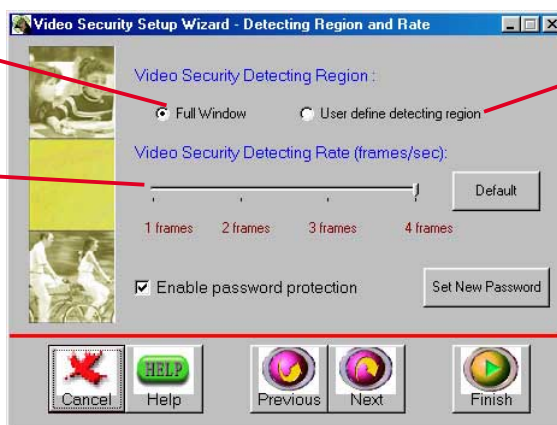 Video Security Setup Wizard - Detecting Region and Rate
Video Security Detecting Region :
Full Window
User define detecting region
Video Security Detecting Rate (frames/sec):
Default
1 frames 2 frames 3 frames 4 frames
Enable password protection
Set New Password
HELP
Cancel Help Previous Next Finish